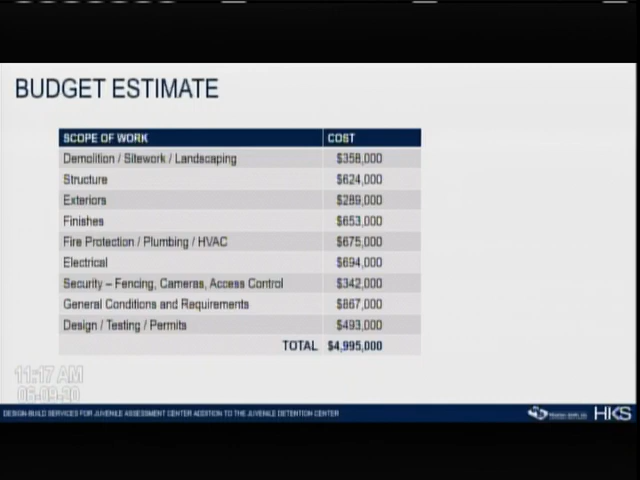 BUDGET ESTIMATE
SCOPE OF WORK COST
Demolition / Sitework / Landscaping $358,000
Structure $624,000
Exteriors $289,000
Finishes $653,000
Fire Protection / Plumbing / HVAC $675,000
Electrical $694,000
Security – Fencing, Cameras, Access Control $342,000
General Conditions and Requirements $867,000
Design / Testing / Permits $493,000
TOTAL $4,995,000
11:17 AM
06-09-20
DESIGN-BUILD SERVICES FOR JUVENILE ASSESSMENT CENTER ADDITION TO THE JUVENILE DETENTION CENTER
HKS